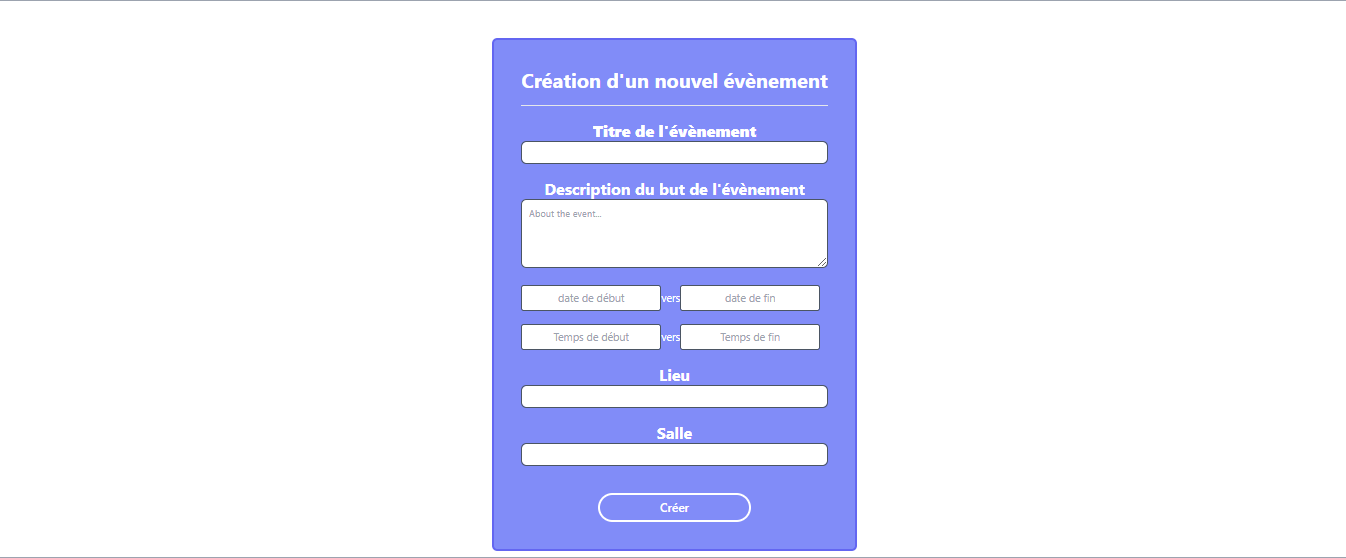 Création d'un nouvel évènement
Titre de l'évènement
Description du but de l'évènement
About the event...
date de début vers date de fin
Temps de début vers Temps de fin
Lieu
Salle
Créer